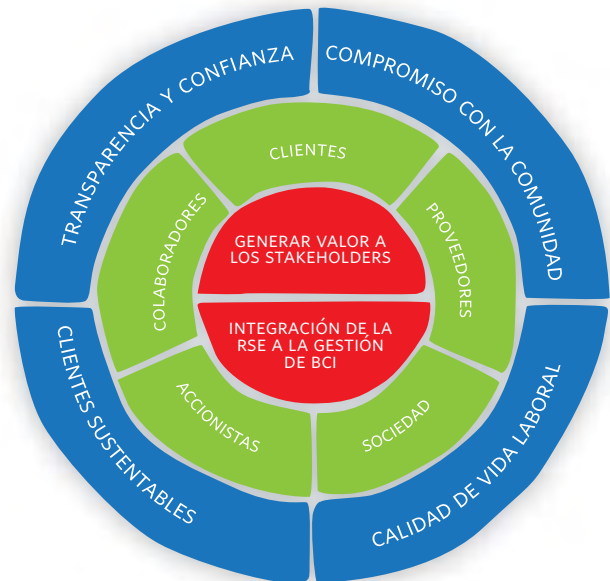 TRANSPARENCIA Y CONFIANZA
COMPROMISO CON LA COMUNIDAD
CLIENTES
COLABORADORES
PROVEEDORES
GENERAR VALOR A
LOS STAKEHOLDERS
INTEGRACIÓN DE LA
RSE A LA GESTIÓN
DE BCI
ACCIONISTAS
SOCIEDAD
CLIENTES SUSTENTABLES
CALIDAD DE VIDA LABORAL